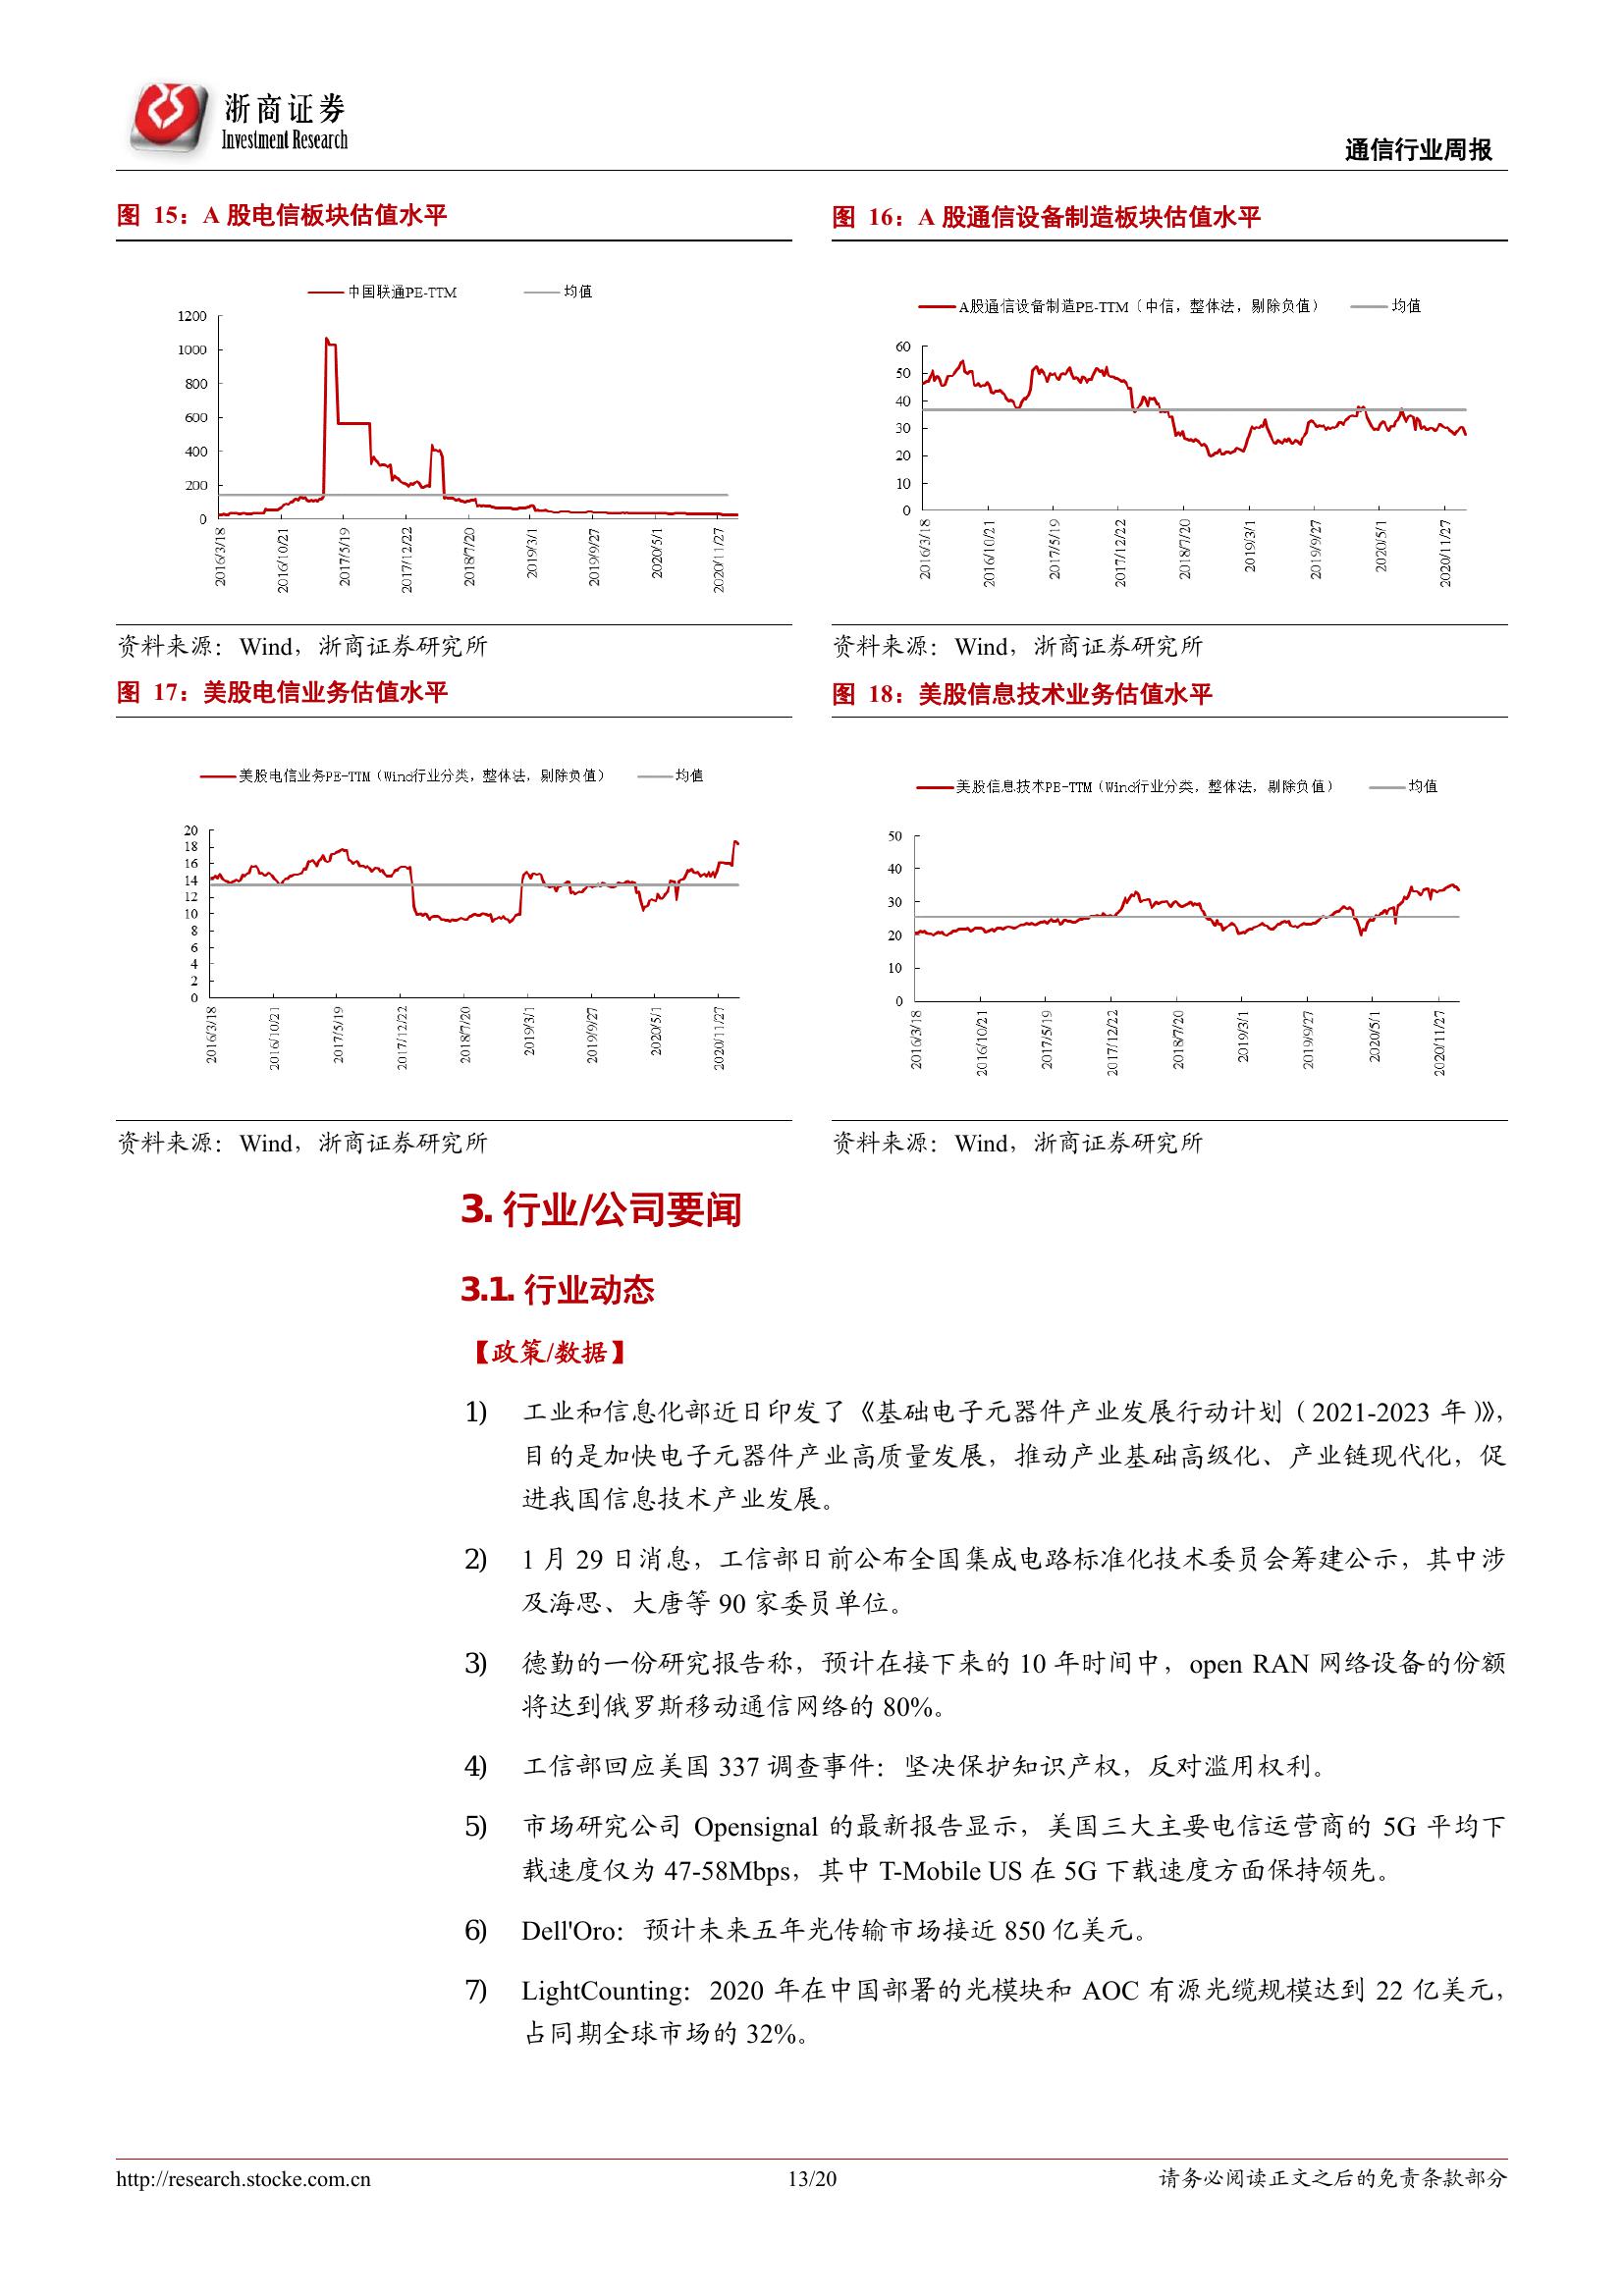 浙商证券
Investment Research
通信行业周报
图 15：A 股电信板块估值水平
中国联通PE-TTM 均值
1200
1000
800
600
400
200
0
2016/3/18 2016/10/21 2017/5/19 2017/12/22 2018/7/20 2019/3/1 2019/9/27 2020/5/1 2020/11/27
资料来源：Wind，浙商证券研究所
图 16：A 股通信设备制造板块估值水平
A股通信设备制造PE-TTM（中信，整体法，剔除负值） 均值
60
50
40
30
20
10
0
2016/3/18 2016/10/21 2017/5/19 2017/12/22 2018/7/20 2019/3/1 2019/9/27 2020/5/1 2020/11/27
资料来源：Wind，浙商证券研究所
图 17：美股电信业务估值水平
美股电信业务PE-TTM（Wind行业分类，整体法，剔除负值） 均值
20
18
16
14
12
10
8
6
4
2
0
2016/3/18 2016/10/21 2017/5/19 2017/12/22 2018/7/20 2019/3/1 2019/9/27 2020/5/1 2020/11/27
资料来源：Wind，浙商证券研究所
图 18：美股信息技术业务估值水平
美股信息技术PE-TTM（Wind行业分类，整体法，剔除负值） 均值
50
40
30
20
10
0
2016/3/18 2016/10/21 2017/5/19 2017/12/22 2018/7/20 2019/3/1 2019/9/27 2020/5/1 2020/11/27
资料来源：Wind，浙商证券研究所
3. 行业/公司要闻
3.1. 行业动态
【政策/数据】
1) 工业和信息化部近日印发了《基础电子元器件产业发展行动计划（2021-2023 年）》，
目的是加快电子元器件产业高质量发展，推动产业基础高级化、产业链现代化，促
进我国信息技术产业发展。
2) 1 月 29 日消息，工信部日前公布全国集成电路标准化技术委员会筹建公示，其中涉
及海思、大唐等 90 家委员单位。
3) 德勤的一份研究报告称，预计在接下来的 10 年时间中，open RAN 网络设备的份额
将达到俄罗斯移动通信网络的 80%。
4) 工信部回应美国 337 调查事件：坚决保护知识产权，反对滥用权利。
5) 市场研究公司 Opensignal 的最新报告显示，美国三大主要电信运营商的 5G 平均下
载速度仅为 47-58Mbps，其中 T-Mobile US 在 5G 下载速度方面保持领先。
6) Dell'Oro：预计未来五年光传输市场接近 850 亿美元。
7) LightCounting：2020 年在中国部署的光模块和 AOC 有源光缆规模达到 22 亿美元，
占同期全球市场的 32%。
http://research.stocke.com.cn 13/20 请务必阅读正文之后的免责条款部分